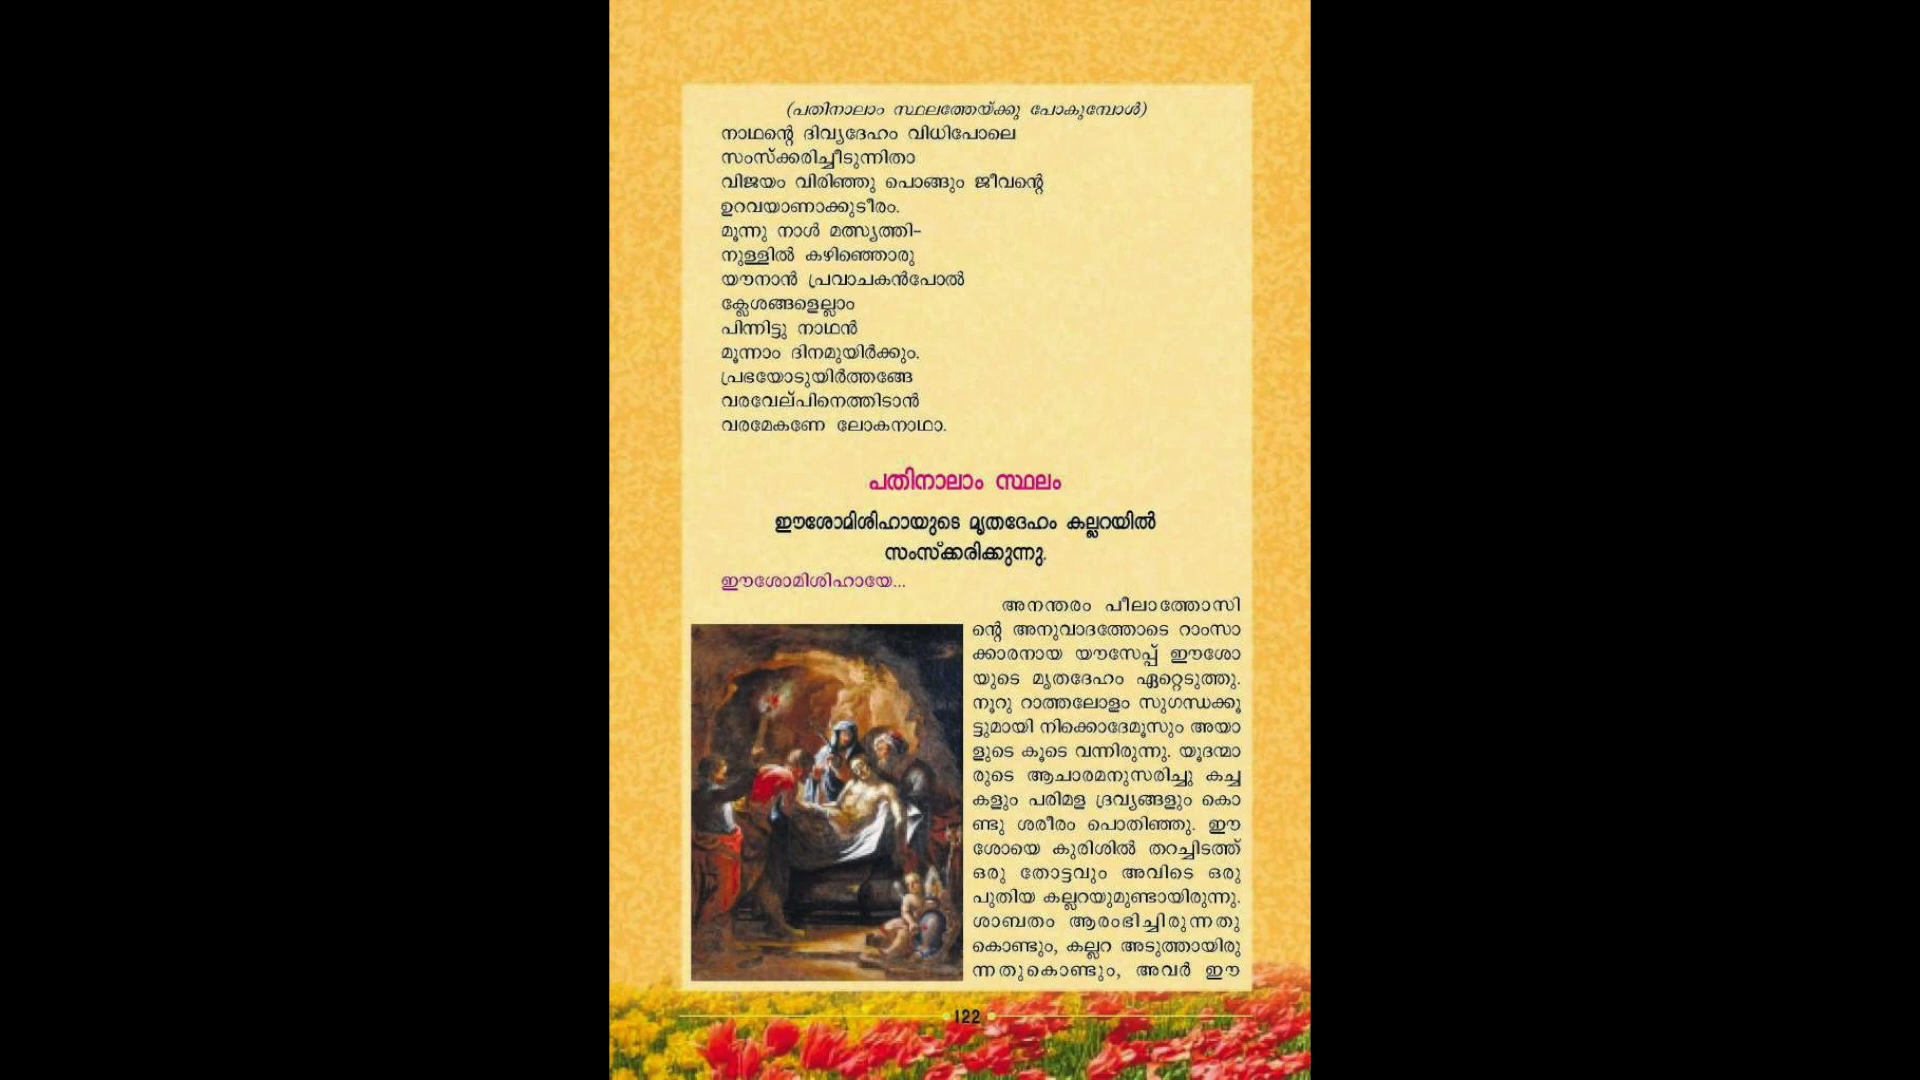 (പതിനാലാം സ്ഥലത്തേയ്ക്കു പോകുമ്പോൾ)
നാഥന്റെ ദിവ്യദേഹം വിധിപോലെ
സംസ്ക്കരിച്ചീടുന്നിതാ
വിജയം വിരിഞ്ഞു പൊങ്ങും ജീവന്റെ
ഉറവയാണാക്കുടീരം.
മൂന്നു നാൾ മത്സ്യത്തി-
നുള്ളിൽ കഴിഞ്ഞൊരു
യൗനാൻ പ്രവാചകൻപോൽ
ക്ലേശങ്ങളെല്ലാം
പിന്നിട്ടു നാഥൻ
മൂന്നാം ദിനമുയിർക്കും.
പ്രഭയോടുയിർത്തങ്ങേ
വരവേല്പിനെത്തിടാൻ
വരമേകണേ ലോകനാഥാ.
പതിനാലാം സ്ഥലം
ഈശോമിശിഹായുടെ മൃതദേഹം കല്ലറയിൽ
സംസ്ക്കരിക്കുന്നു.
ഈശോമിശിഹായേ...
അനന്തരം പീലാത്തോസി
ന്റെ അനുവാദത്തോടെ റാംസാ
ക്കാരനായ യൗസേപ്പ് ഈശോ
യുടെ മൃതദേഹം ഏറ്റെടുത്തു.
നൂറു റാത്തലോളം സുഗന്ധക്കൂ
ട്ടുമായി നിക്കൊദേമൂസും അയാ
ളുടെ കൂടെ വന്നിരുന്നു. യൂദന്മാ
രുടെ ആചാരമനുസരിച്ചു കച്ച
കളും പരിമള ദ്രവ്യങ്ങളും കൊ
ണ്ടു ശരീരം പൊതിഞ്ഞു. ഈ
ശോയെ കുരിശിൽ തറച്ചിടത്ത്
ഒരു തോട്ടവും അവിടെ ഒരു
പുതിയ കല്ലറയുമുണ്ടായിരുന്നു.
ശാബതം ആരംഭിച്ചിരുന്നതു
കൊണ്ടും, കല്ലറ അടുത്തായിരു
ന്നതുകൊണ്ടും, അവർ ഈ
122